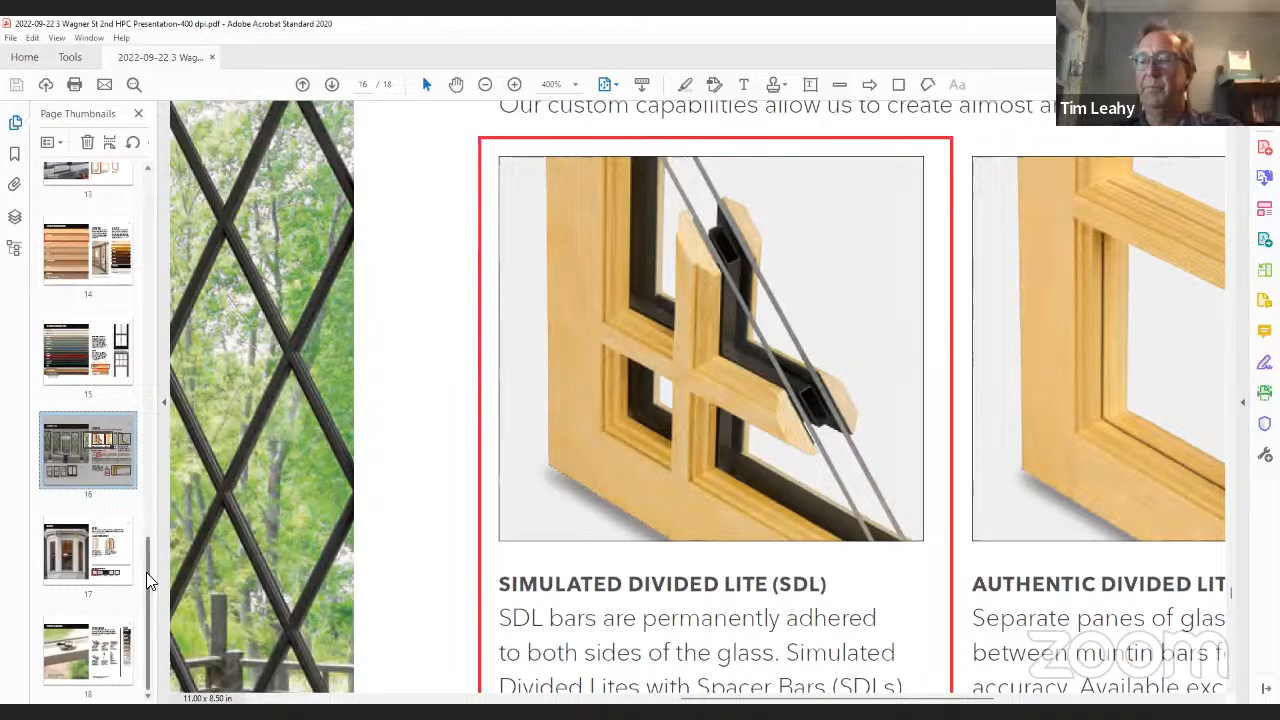 2022-09-22 3 Wagner St 2nd HPC Presentation-400 dpi.pdf - Adobe Acrobat Standard 2020
File Edit View Window Help
Home Tools 2022-09-22 3 Wag... ×
16 / 18 400% Aa
Tim Leahy
Page Thumbnails
13
14
15
16
17
18
Our custom capabilities allow us to create almost a
SIMULATED DIVIDED LITE (SDL)
SDL bars are permanently adhered
to both sides of the glass. Simulated
Divided Lites with Spacer Bars (SDLs)
AUTHENTIC DIVIDED LIT
Separate panes of glas
between muntin bars f
accuracy. Available exc
zoom
11.00 x 8.50 in